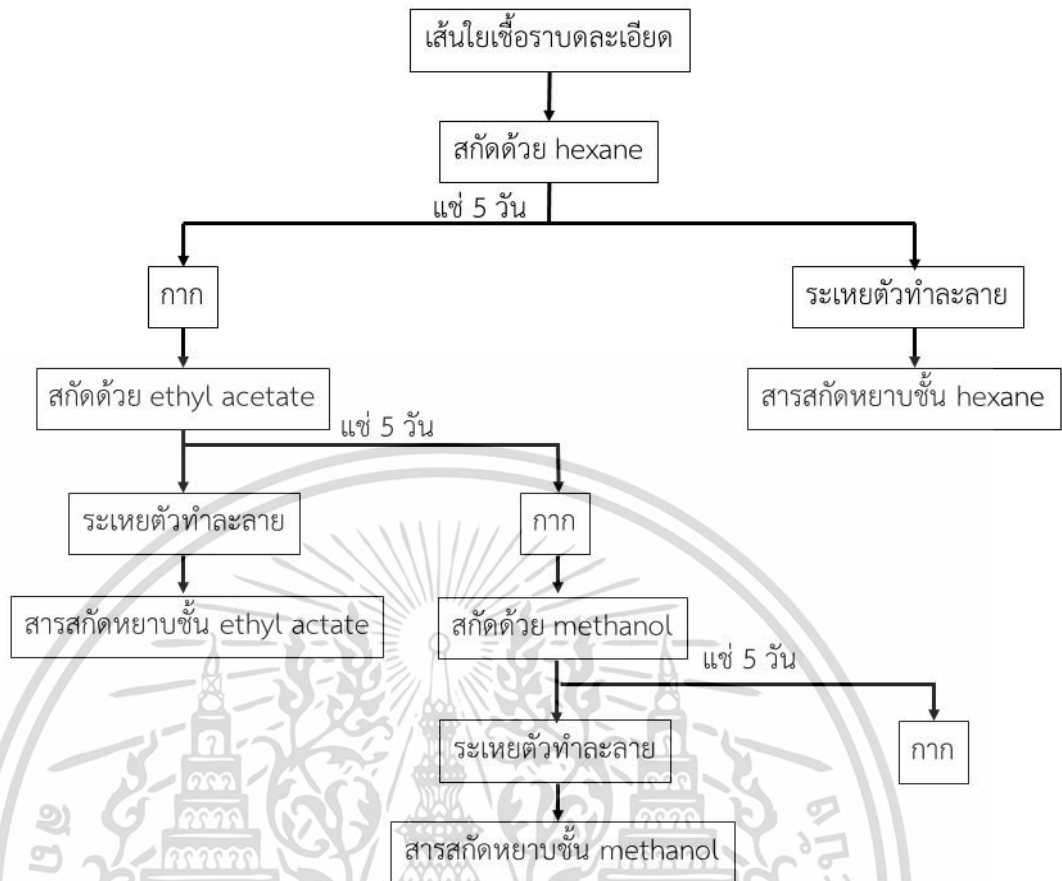 เส้นใยเชื้อราบดละเอียด
สกัดด้วย hexane
แช่ 5 วัน
กาก
ระเหยตัวทำละลาย
สกัดด้วย ethyl acetate
สารสกัดหยาบชั้น hexane
แช่ 5 วัน
ระเหยตัวทำละลาย
กาก
สารสกัดหยาบชั้น ethyl actate
สกัดด้วย methanol
แช่ 5 วัน
ระเหยตัวทำละลาย
กาก
สารสกัดหยาบชั้น methanol